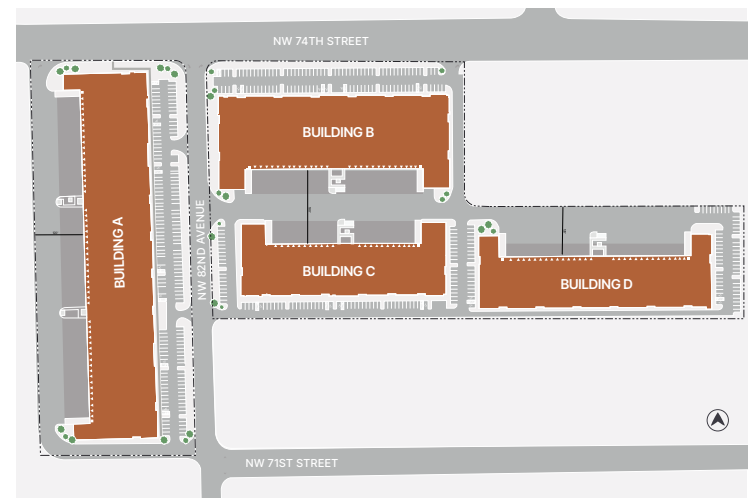 NW 74TH STREET
BUILDING B
BUILDING A
NW 82ND AVENUE
BUILDING C
BUILDING D
NW 71ST STREET